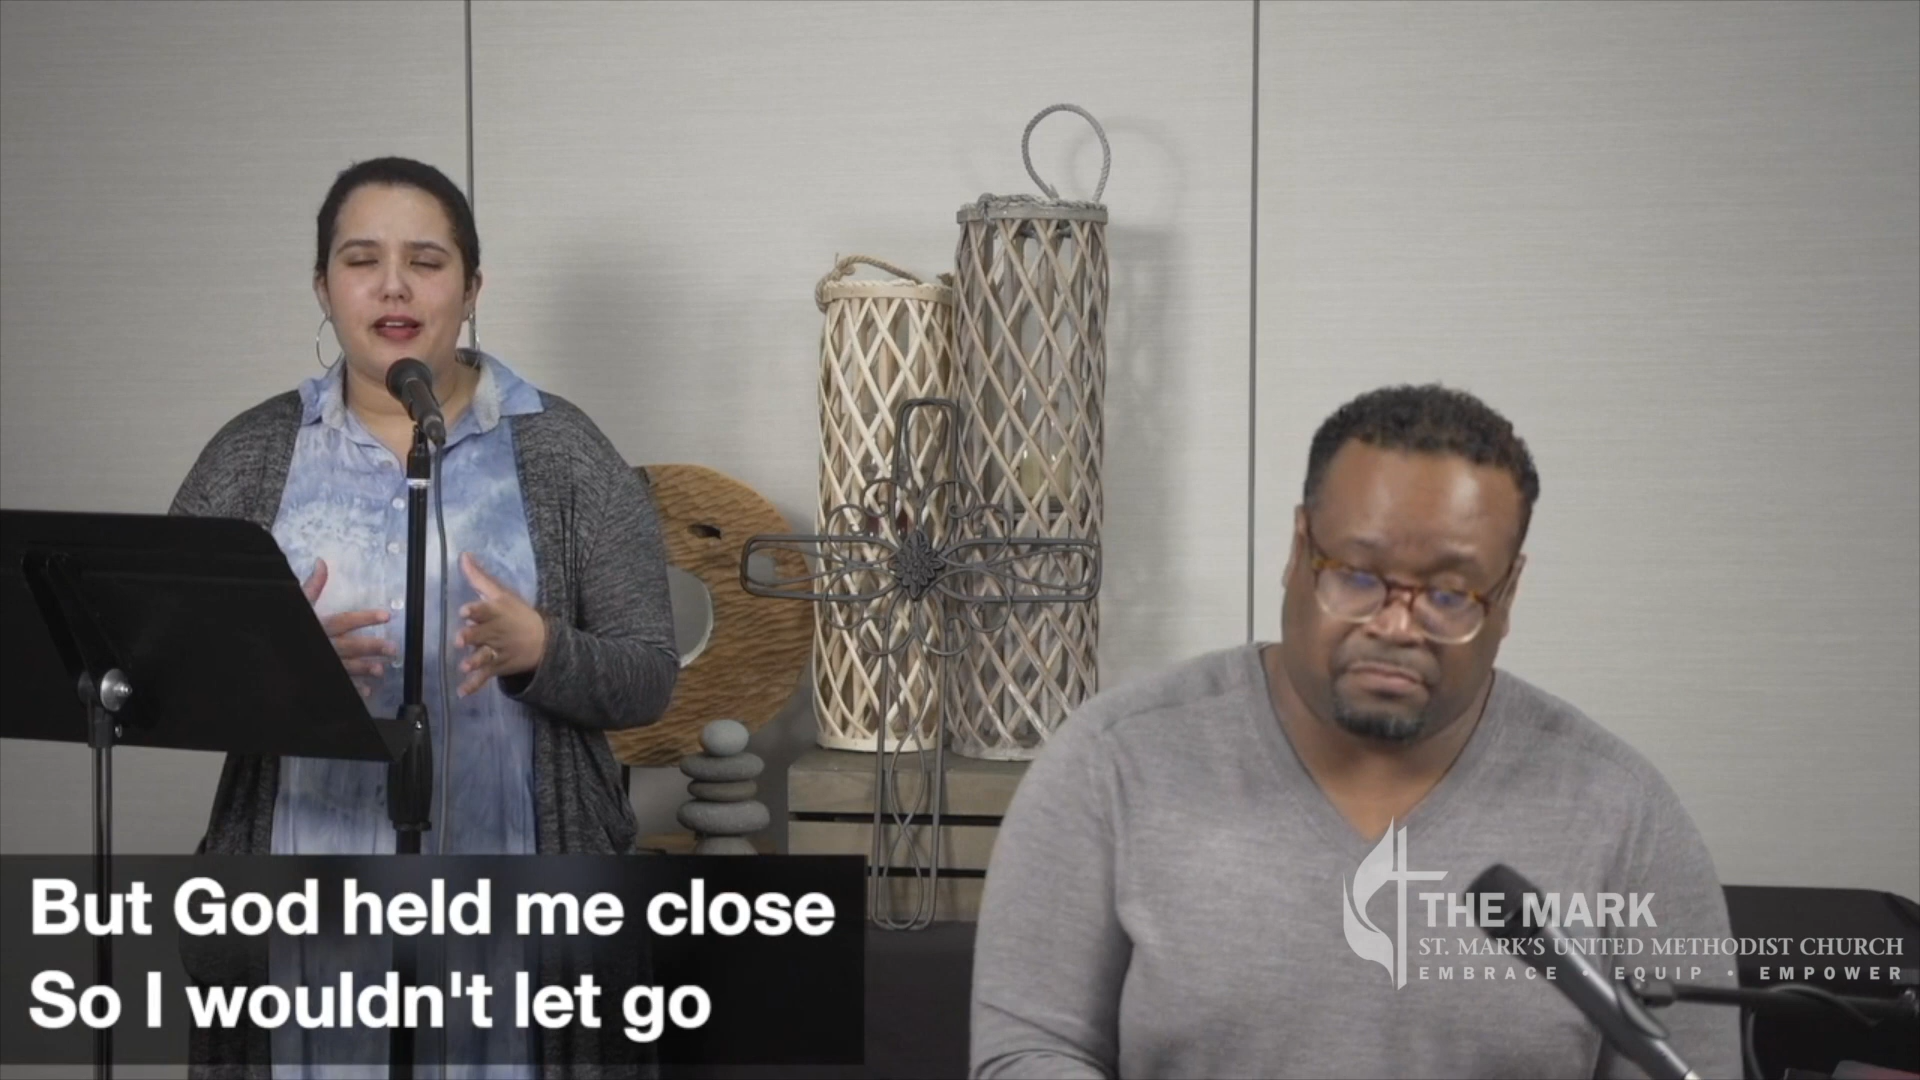 But God held me close
So I wouldn't let go
THE MARK
ST. MARK'S UNITED METHODIST CHURCH
EMBRACE • EQUIP • EMPOWER